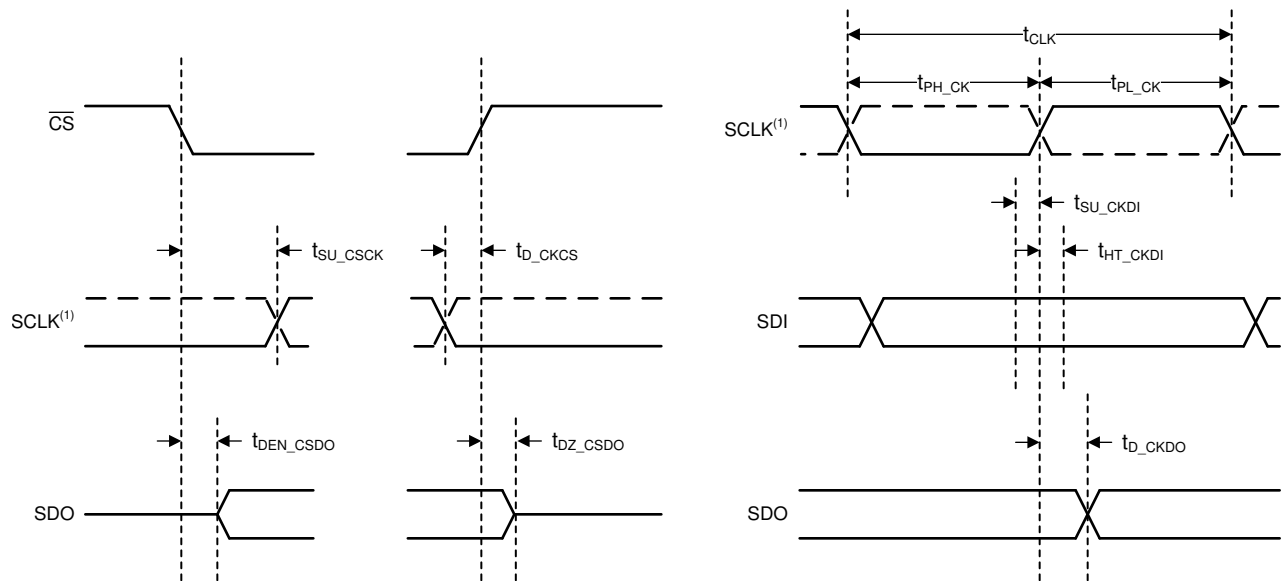 t_CLK
t_PH_CK
t_PL_CK
CS
SCLK(1)
t_SU_CKDI
t_SU_CSCK
t_D_CKCS
t_HT_CKDI
SCLK(1)
SDI
t_DEN_CSDO
t_DZ_CSDO
t_D_CKDO
SDO
SDO